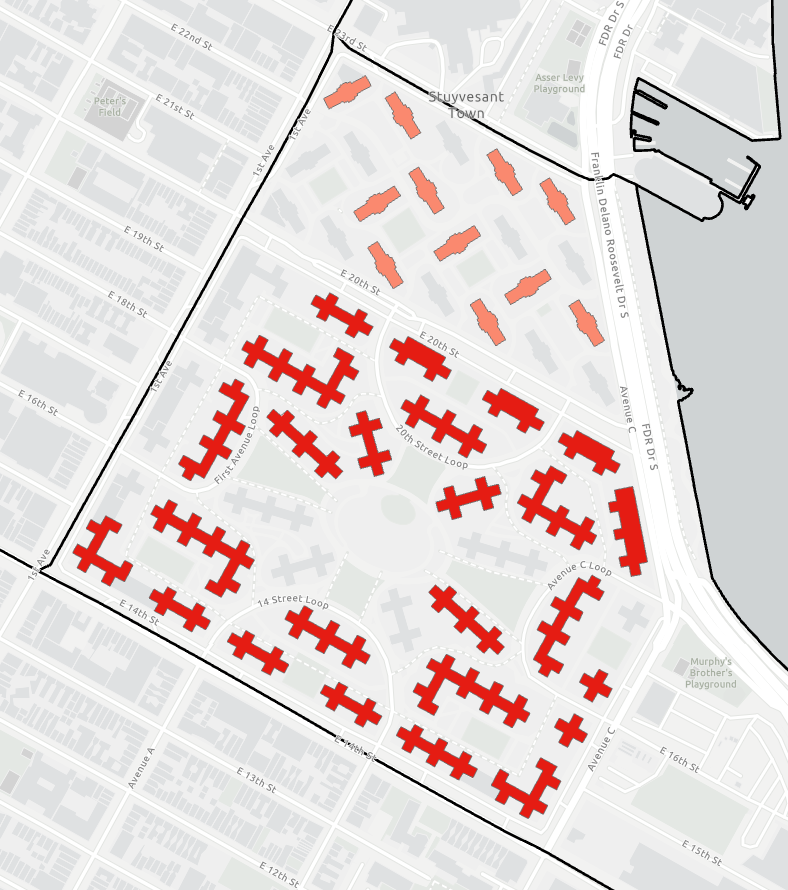 FDR Dr S
FDR Dr
E 22nd St
E 23rd St
Asser Levy
Playground
Stuyvesant
Town
Peter's
Field
E 21st St
1st Ave
1st Ave
Franklin Delano Roosevelt Dr S
E 19th St
E 20th St
E 18th St
E 20th St
1st Ave
E 16th St
Avenue C
First Avenue Loop
20th Street Loop
FDR Dr S
1st Ave
Avenue C Loop
14 Street Loop
E 14th St
Murphy's
Brother's
Playground
E 14th St
Avenue C
E 16th St
Avenue A
E 13th St
E 15th St
E 12th St